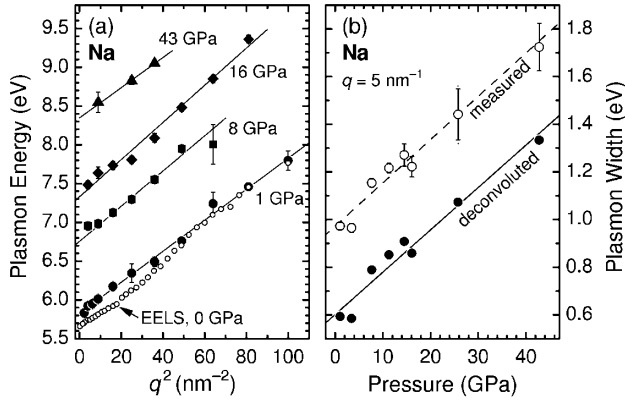 (a)
Na
43 GPa
16 GPa
8 GPa
1 GPa
EELS, 0 GPa
9.5
9.0
8.5
8.0
7.5
7.0
6.5
6.0
5.5
Plasmon Energy (eV)
0 20 40 60 80 100
q² (nm⁻²)
(b)
Na
q = 5 nm⁻¹
measured
deconvoluted
1.8
1.6
1.4
1.2
1.0
0.8
0.6
Plasmon Width (eV)
0 10 20 30 40
Pressure (GPa)